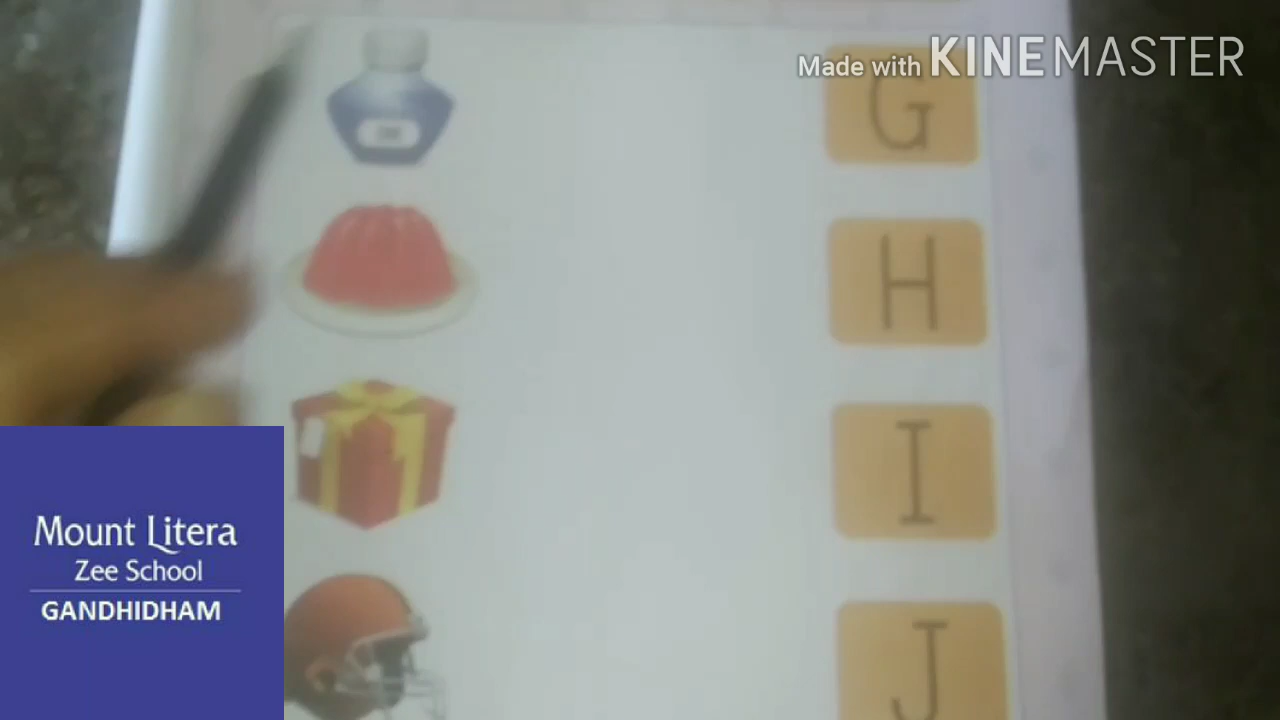 Made with KINEMASTER
G
H
I
J
Mount Litera
Zee School
GANDHIDHAM